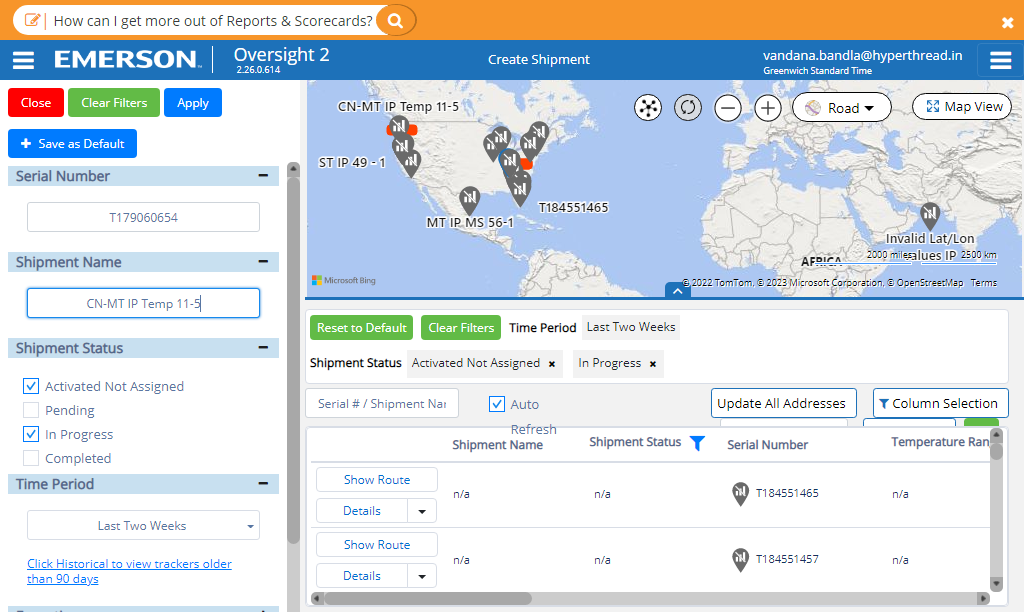 How can I get more out of Reports & Scorecards?
EMERSON
Oversight 2
2.26.0.614
Create Shipment
vandana.bandla@hyperthread.in
Greenwich Standard Time
Close
Clear Filters
Apply
Save as Default
Serial Number
T179060654
Shipment Name
CN-MT IP Temp 11-5
Shipment Status
Activated Not Assigned
Pending
In Progress
Completed
Time Period
Last Two Weeks
Click Historical to view trackers older
than 90 days
CN-MT IP Temp 11-5
ST IP 49 - 1
MT IP MS 56-1
T184551465
Road
Map View
Invalid Lat/Lon
2000 miles
2500 km
AFRICA
Microsoft Bing
© 2022 TomTom, © 2023 Microsoft Corporation, © OpenStreetMap Terms
Reset to Default
Clear Filters
Time Period
Last Two Weeks
Shipment Status
Activated Not Assigned ×
In Progress ×
Serial # / Shipment Nar
Auto
Refresh
Update All Addresses
Column Selection
Shipment Name
Shipment Status
Serial Number
Temperature Ran
Show Route
Details
n/a
n/a
T184551465
n/a
Show Route
Details
n/a
n/a
T184551457
n/a